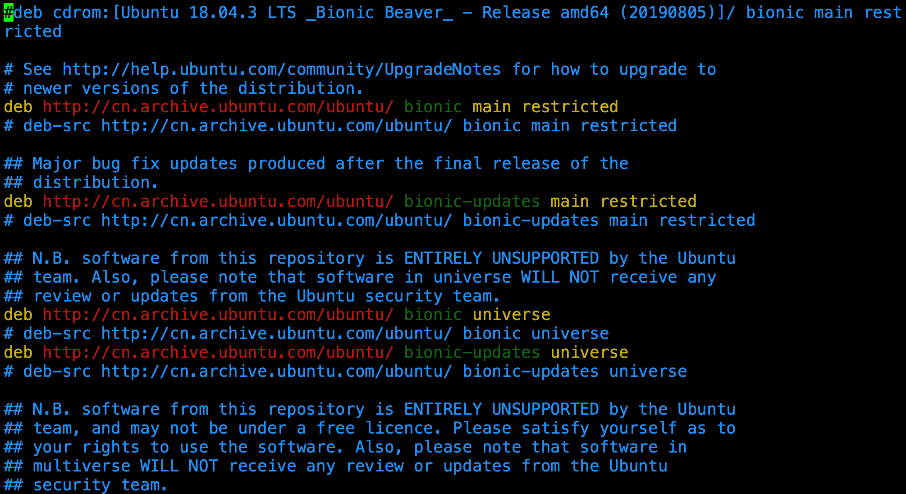 #deb cdrom:[Ubuntu 18.04.3 LTS _Bionic Beaver_ - Release amd64 (20190805)]/ bionic main rest
ricted

# See http://help.ubuntu.com/community/UpgradeNotes for how to upgrade to
# newer versions of the distribution.
deb http://cn.archive.ubuntu.com/ubuntu/ bionic main restricted
# deb-src http://cn.archive.ubuntu.com/ubuntu/ bionic main restricted

## Major bug fix updates produced after the final release of the
## distribution.
deb http://cn.archive.ubuntu.com/ubuntu/ bionic-updates main restricted
# deb-src http://cn.archive.ubuntu.com/ubuntu/ bionic-updates main restricted

## N.B. software from this repository is ENTIRELY UNSUPPORTED by the Ubuntu
## team. Also, please note that software in universe WILL NOT receive any
## review or updates from the Ubuntu security team.
deb http://cn.archive.ubuntu.com/ubuntu/ bionic universe
# deb-src http://cn.archive.ubuntu.com/ubuntu/ bionic universe
deb http://cn.archive.ubuntu.com/ubuntu/ bionic-updates universe
# deb-src http://cn.archive.ubuntu.com/ubuntu/ bionic-updates universe

## N.B. software from this repository is ENTIRELY UNSUPPORTED by the Ubuntu
## team, and may not be under a free licence. Please satisfy yourself as to
## your rights to use the software. Also, please note that software in
## multiverse WILL NOT receive any review or updates from the Ubuntu
## security team.